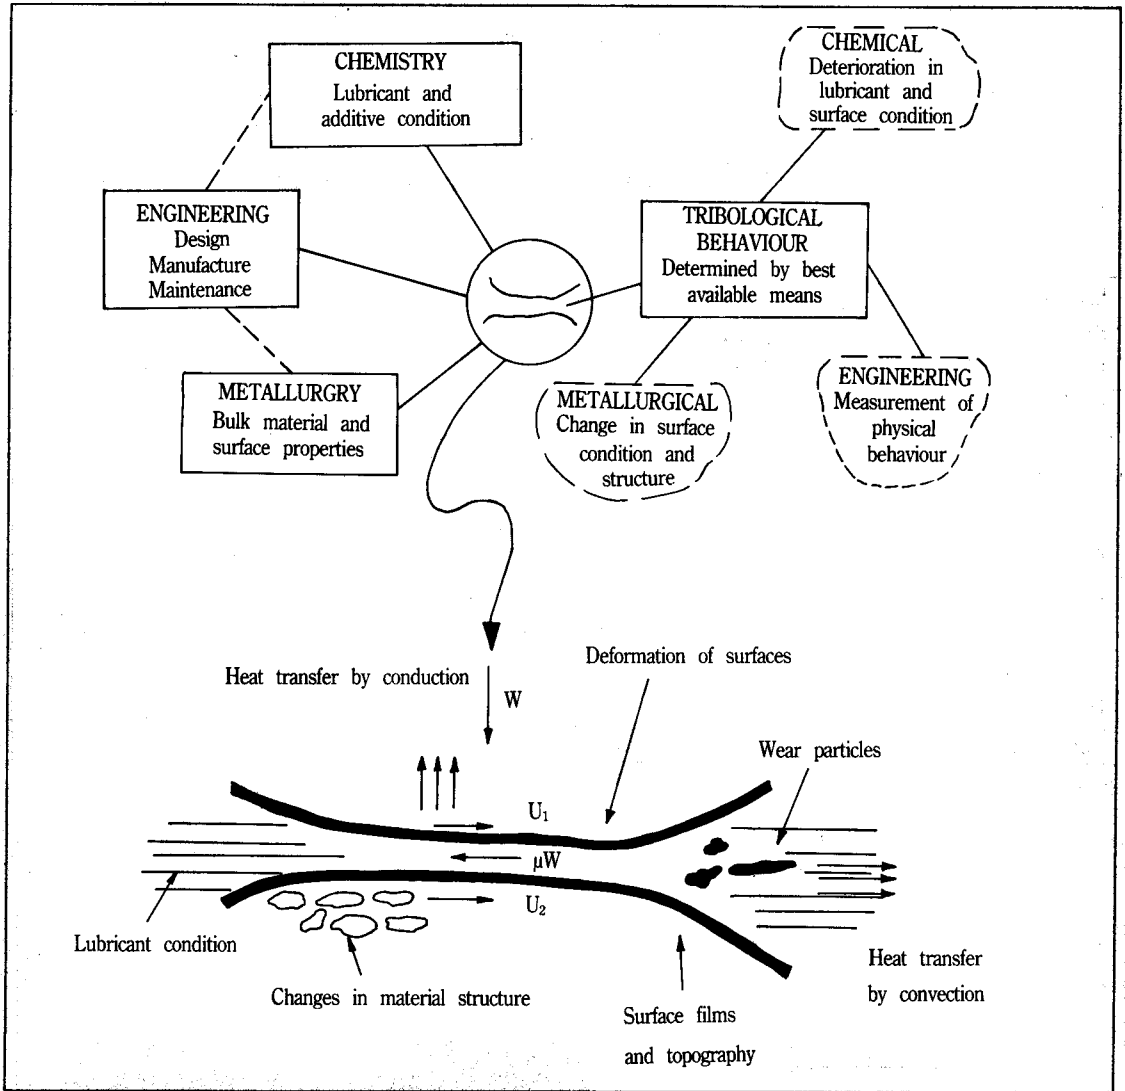 CHEMISTRY
Lubricant and
additive condition
CHEMICAL
Deterioration in
lubricant and
surface condition
ENGINEERING
Design
Manufacture
Maintenance
TRIBOLOGICAL
BEHAVIOUR
Determined by best
available means
METALLURGRY
Bulk material and
surface properties
METALLURGICAL
Change in surface
condition and
structure
ENGINEERING
Measurement of
physical
behaviour
Heat transfer by conduction
W
Deformation of surfaces
Wear particles
U₁
μW
U₂
Lubricant condition
Changes in material structure
Surface films
and topography
Heat transfer
by convection